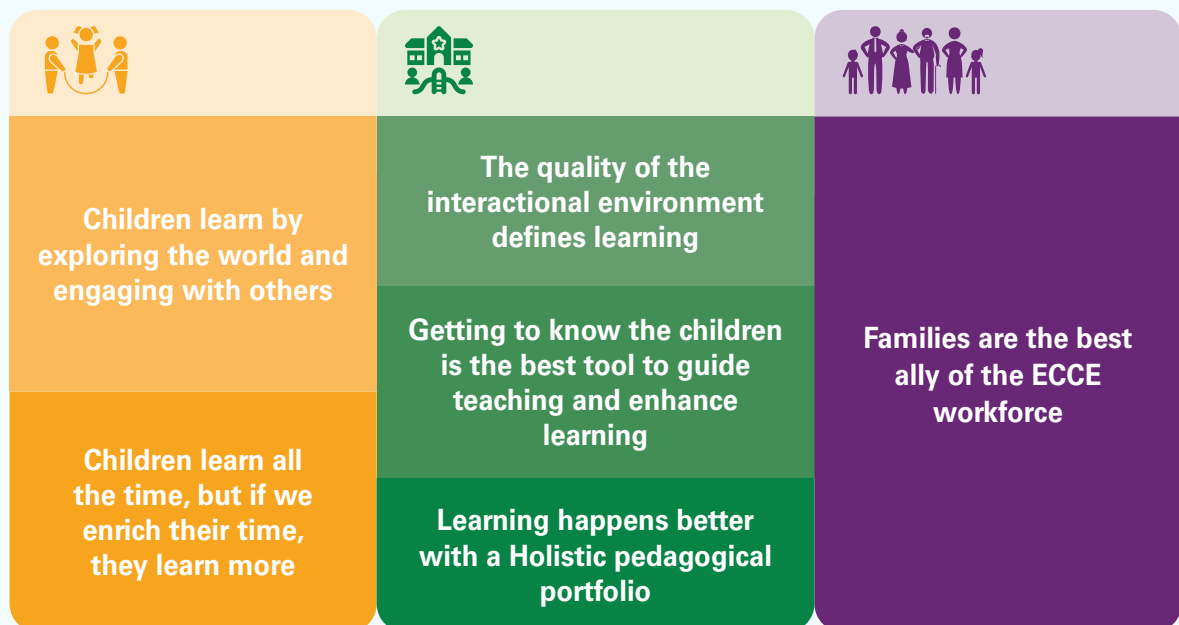 Children learn by
exploring the world and
engaging with others
Children learn all
the time, but if we
enrich their time,
they learn more
The quality of the
interactional environment
defines learning
Getting to know the children
is the best tool to guide
teaching and enhance
learning
Learning happens better
with a Holistic pedagogical
portfolio
Families are the best
ally of the ECCE
workforce